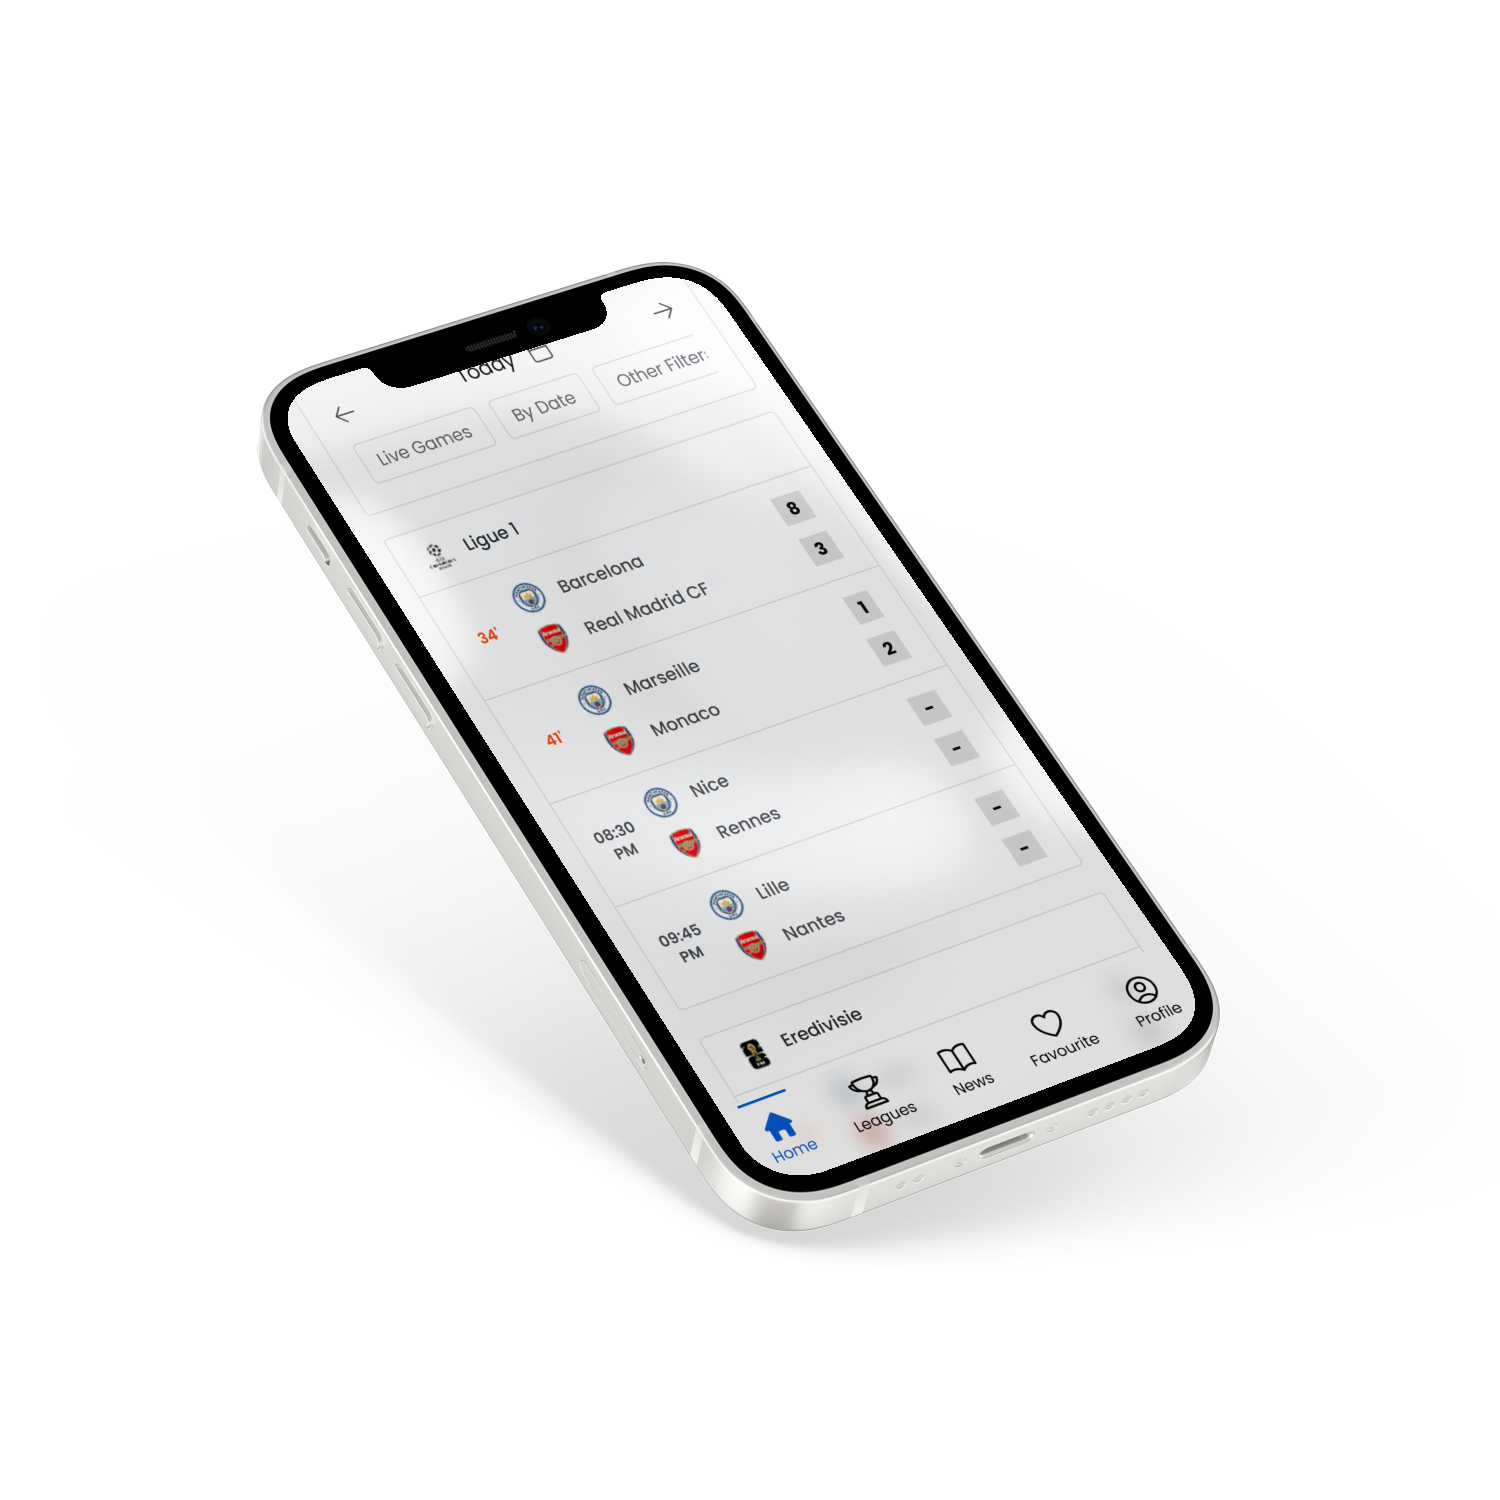 Today
Live Games
By Date
Other Filters
Ligue 1
34'
Barcelona
8
Real Madrid CF
3
41'
Marseille
1
Monaco
2
08:30
PM
Nice
-
Rennes
-
09:45
PM
Lille
-
Nantes
-
Eredivisie
Home
Leagues
News
Favourite
Profile